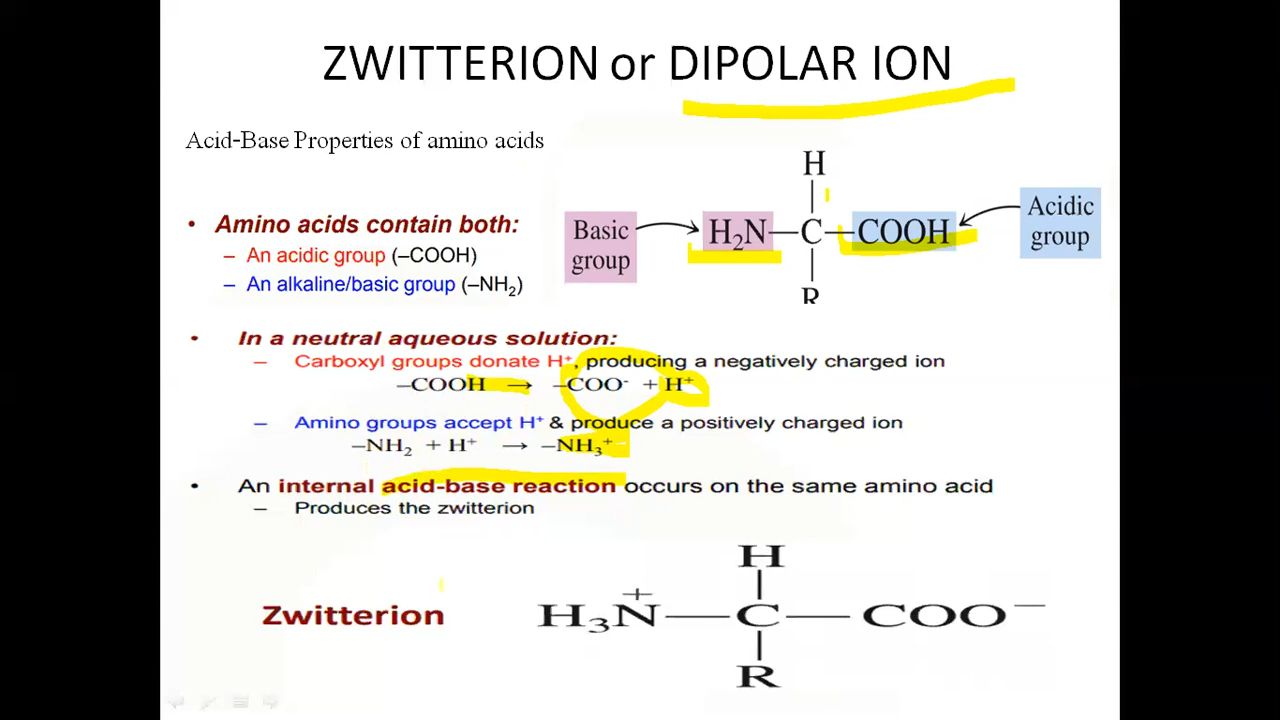 ZWITTERION or DIPOLAR ION
Acid-Base Properties of amino acids
• Amino acids contain both:
– An acidic group (–COOH)
– An alkaline/basic group (–NH₂)
Basic
group
H
H₂N—C—COOH
R
Acidic
group
• In a neutral aqueous solution:
– Carboxyl groups donate H⁺, producing a negatively charged ion
–COOH → –COO⁻ + H⁺
– Amino groups accept H⁺ & produce a positively charged ion
–NH₂ + H⁺ → –NH₃⁺
• An internal acid-base reaction occurs on the same amino acid
– Produces the zwitterion
Zwitterion
H
+
H₃N—C—COO⁻
R